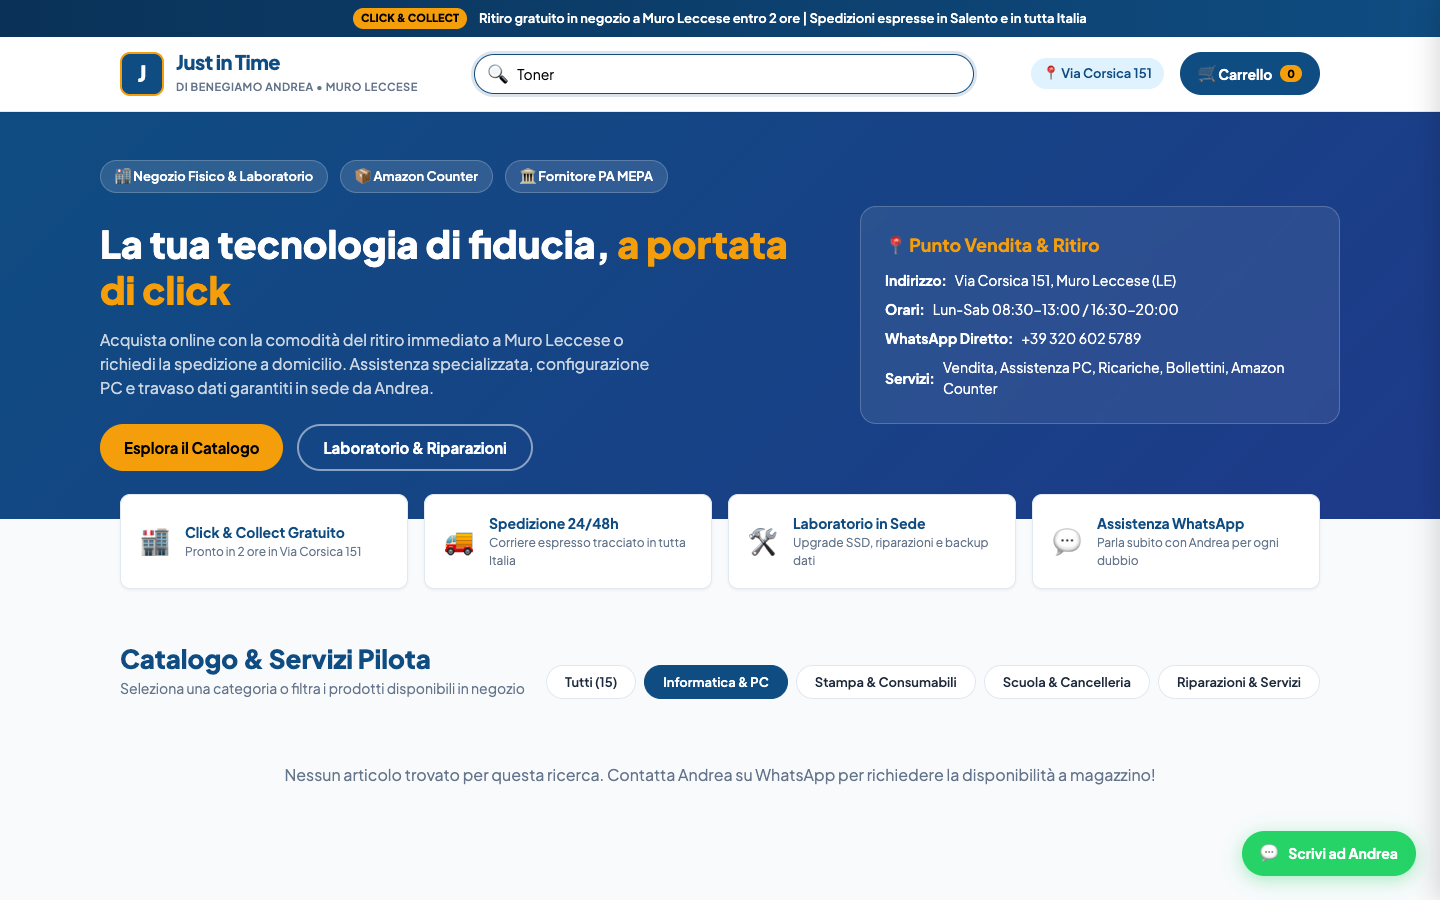 CLICK & COLLECT Ritiro gratuito in negozio a Muro Leccese entro 2 ore | Spedizioni espresse in Salento e in tutta Italia
J
Just in Time
DI BENEGIAMO ANDREA • MURO LECCESE
Toner
Via Corsica 151
Carrello 0
Negozio Fisico & Laboratorio
Amazon Counter
Fornitore PA MEPA
La tua tecnologia di fiducia, a portata
di click
Acquista online con la comodità del ritiro immediato a Muro Leccese o
richiedi la spedizione a domicilio. Assistenza specializzata, configurazione
PC e travaso dati garantiti in sede da Andrea.
Esplora il Catalogo
Laboratorio & Riparazioni
Punto Vendita & Ritiro
Indirizzo: Via Corsica 151, Muro Leccese (LE)
Orari: Lun-Sab 08:30–13:00 / 16:30–20:00
WhatsApp Diretto: +39 320 602 5789
Servizi: Vendita, Assistenza PC, Ricariche, Bollettini, Amazon
Counter
Click & Collect Gratuito
Pronto in 2 ore in Via Corsica 151
Spedizione 24/48h
Corriere espresso tracciato in tutta
Italia
Laboratorio in Sede
Upgrade SSD, riparazioni e backup
dati
Assistenza WhatsApp
Parla subito con Andrea per ogni
dubbio
Catalogo & Servizi Pilota
Seleziona una categoria o filtra i prodotti disponibili in negozio
Tutti (15)
Informatica & PC
Stampa & Consumabili
Scuola & Cancelleria
Riparazioni & Servizi
Nessun articolo trovato per questa ricerca. Contatta Andrea su WhatsApp per richiedere la disponibilità a magazzino!
Scrivi ad Andrea